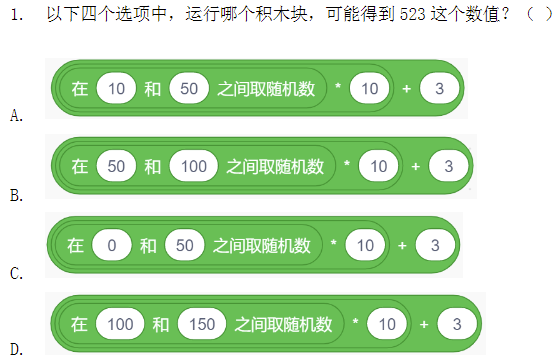 1. 以下四个选项中，运行哪个积木块，可能得到 523 这个数值？（ ）
A. 在 10 和 50 之间取随机数 * 10 + 3
B. 在 50 和 100 之间取随机数 * 10 + 3
C. 在 0 和 50 之间取随机数 * 10 + 3
D. 在 100 和 150 之间取随机数 * 10 + 3